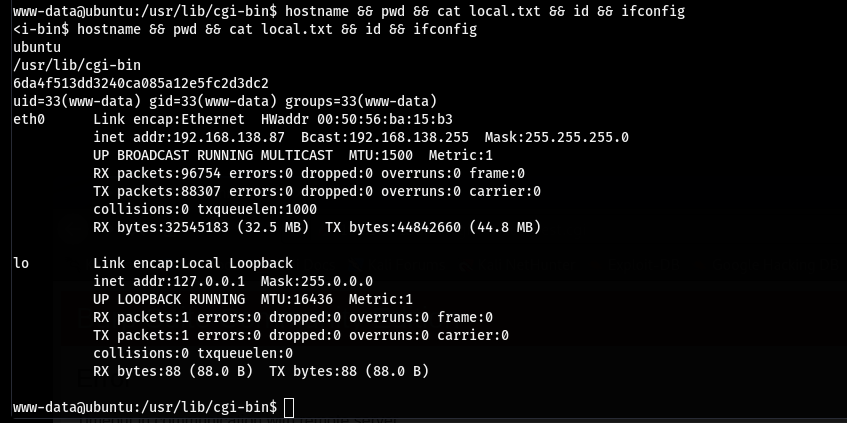 www-data@ubuntu:/usr/lib/cgi-bin$ hostname && pwd && cat local.txt && id && ifconfig
<i-bin$ hostname && pwd && cat local.txt && id && ifconfig
ubuntu
/usr/lib/cgi-bin
6da4f513dd3240ca085a12e5fc2d3dc2
uid=33(www-data) gid=33(www-data) groups=33(www-data)
eth0      Link encap:Ethernet  HWaddr 00:50:56:ba:15:b3
          inet addr:192.168.138.87  Bcast:192.168.138.255  Mask:255.255.255.0
          UP BROADCAST RUNNING MULTICAST  MTU:1500  Metric:1
          RX packets:96754 errors:0 dropped:0 overruns:0 frame:0
          TX packets:88307 errors:0 dropped:0 overruns:0 carrier:0
          collisions:0 txqueuelen:1000
          RX bytes:32545183 (32.5 MB)  TX bytes:44842660 (44.8 MB)

lo        Link encap:Local Loopback
          inet addr:127.0.0.1  Mask:255.0.0.0
          UP LOOPBACK RUNNING  MTU:16436  Metric:1
          RX packets:1 errors:0 dropped:0 overruns:0 frame:0
          TX packets:1 errors:0 dropped:0 overruns:0 carrier:0
          collisions:0 txqueuelen:0
          RX bytes:88 (88.0 B)  TX bytes:88 (88.0 B)

www-data@ubuntu:/usr/lib/cgi-bin$